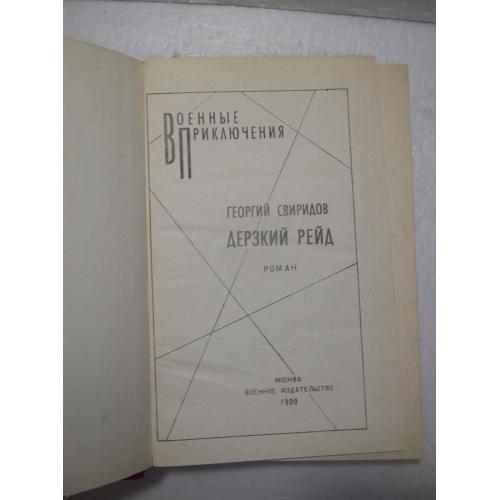 Военные
Приключения
ГЕОРГИЙ СВИРИДОВ
ДЕРЗКИЙ РЕЙД
РОМАН
МОСКВА
ВОЕННОЕ ИЗДАТЕЛЬСТВО
1990